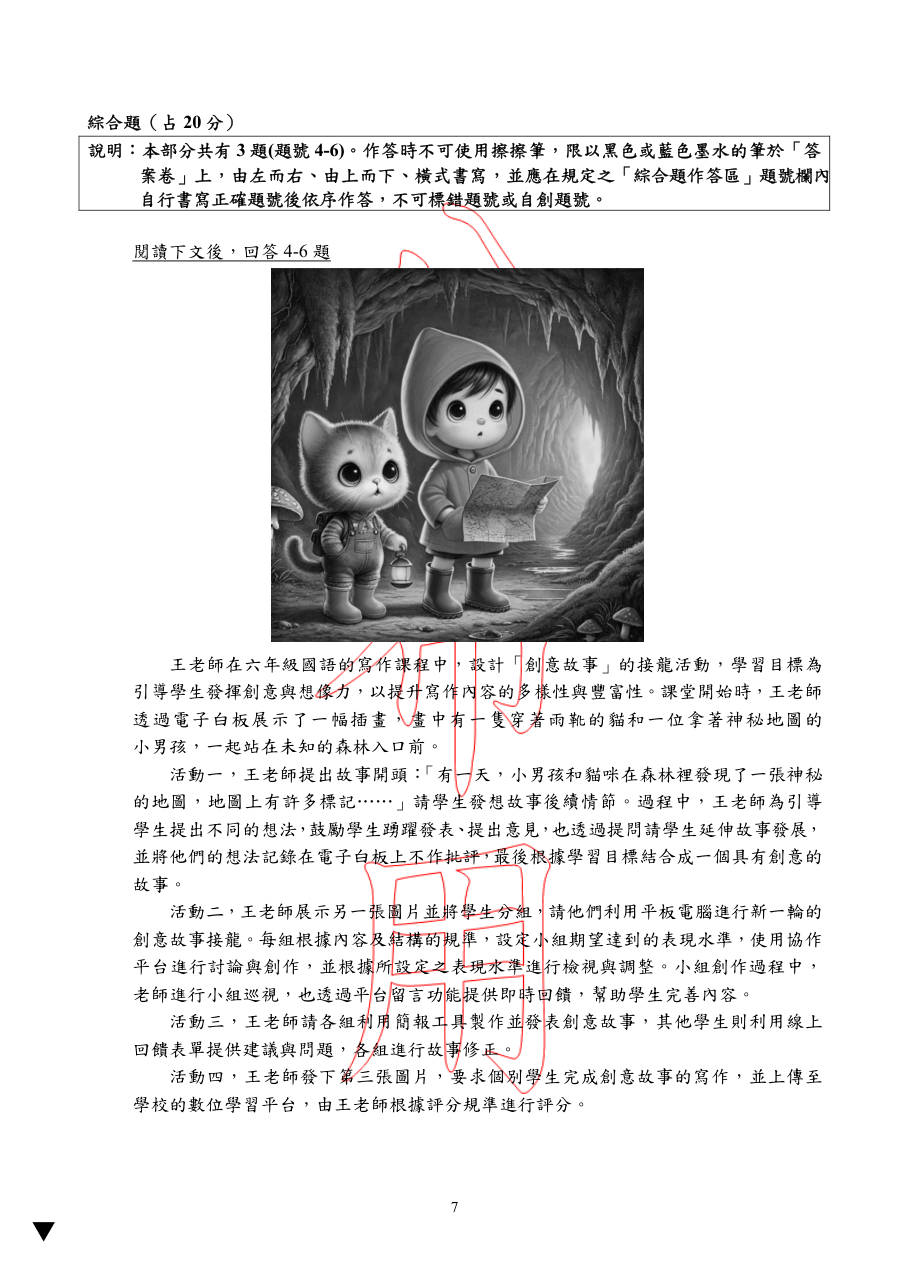 綜合題（占 20 分）
說明：本部分共有 3 題(題號 4-6)。作答時不可使用擦擦筆，限以黑色或藍色墨水的筆於「答
案卷」上，由左而右、由上而下、橫式書寫，並應在規定之「綜合題作答區」題號欄內
自行書寫正確題號後依序作答，不可標錯題號或自創題號。
閱讀下文後，回答 4-6 題
王老師在六年級國語的寫作課程中，設計「創意故事」的接龍活動，學習目標為
引導學生發揮創意與想像力，以提升寫作內容的多樣性與豐富性。課堂開始時，王老師
透過電子白板展示了一幅插畫，畫中有一隻穿著雨靴的貓和一位拿著神秘地圖的
小男孩，一起站在未知的森林入口前。
活動一，王老師提出故事開頭：「有一天，小男孩和貓咪在森林裡發現了一張神秘
的地圖，地圖上有許多標記……」請學生發想故事後續情節。過程中，王老師為引導
學生提出不同的想法，鼓勵學生踴躍發表、提出意見，也透過提問請學生延伸故事發展，
並將他們的想法記錄在電子白板上不作批評，最後根據學習目標結合成一個具有創意的
故事。
活動二，王老師展示另一張圖片並將學生分組，請他們利用平板電腦進行新一輪的
創意故事接龍。每組根據內容及結構的規準，設定小組期望達到的表現水準，使用協作
平台進行討論與創作，並根據所設定之表現水準進行檢視與調整。小組創作過程中，
老師進行小組巡視，也透過平台留言功能提供即時回饋，幫助學生完善內容。
活動三，王老師請各組利用簡報工具製作並發表創意故事，其他學生則利用線上
回饋表單提供建議與問題，各組進行故事修正。
活動四，王老師發下第三張圖片，要求個別學生完成創意故事的寫作，並上傳至
學校的數位學習平台，由王老師根據評分規準進行評分。
7